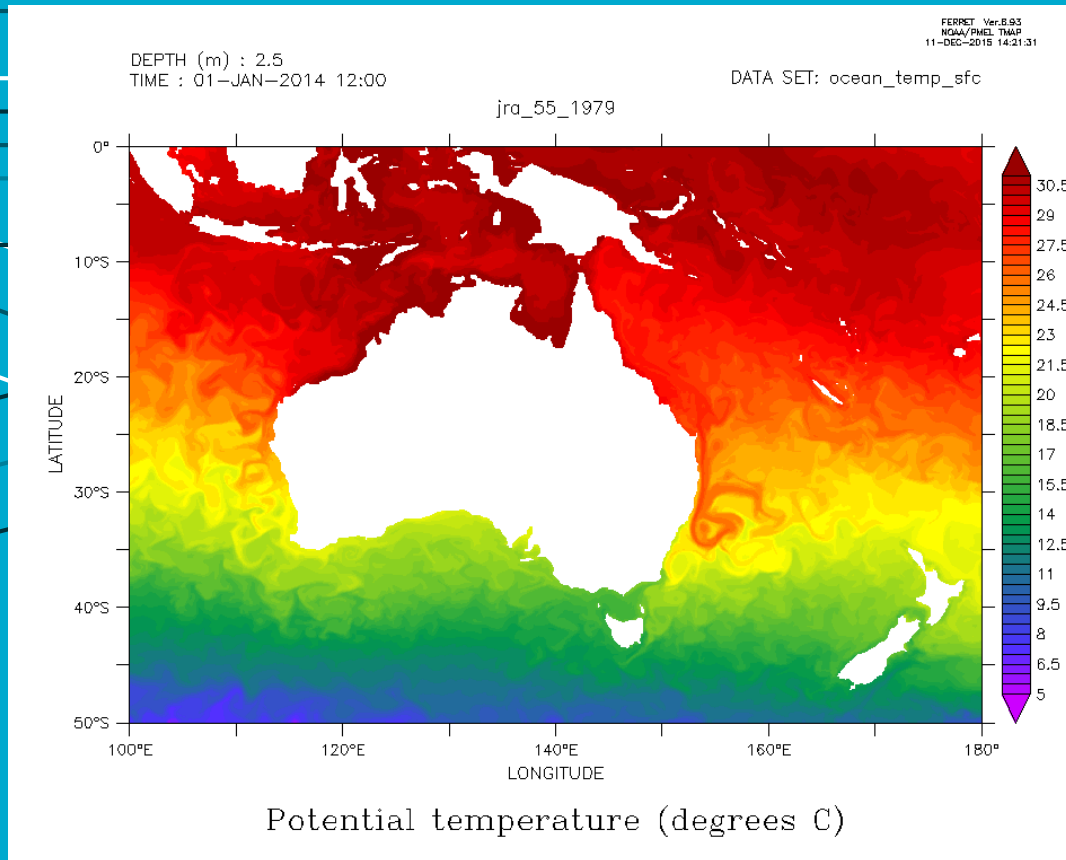 FERRET Ver.6.93
NOAA/PMEL TMAP
11-DEC-2015 14:21:31
DEPTH (m) : 2.5
TIME : 01-JAN-2014 12:00
DATA SET: ocean_temp_sfc
jra_55_1979
0°
10°S
20°S
30°S
40°S
50°S
LATITUDE
100°E
120°E
140°E
160°E
180°
LONGITUDE
30.5
29
27.5
26
24.5
23
21.5
20
18.5
17
15.5
14
12.5
11
9.5
8
6.5
5
Potential temperature (degrees C)